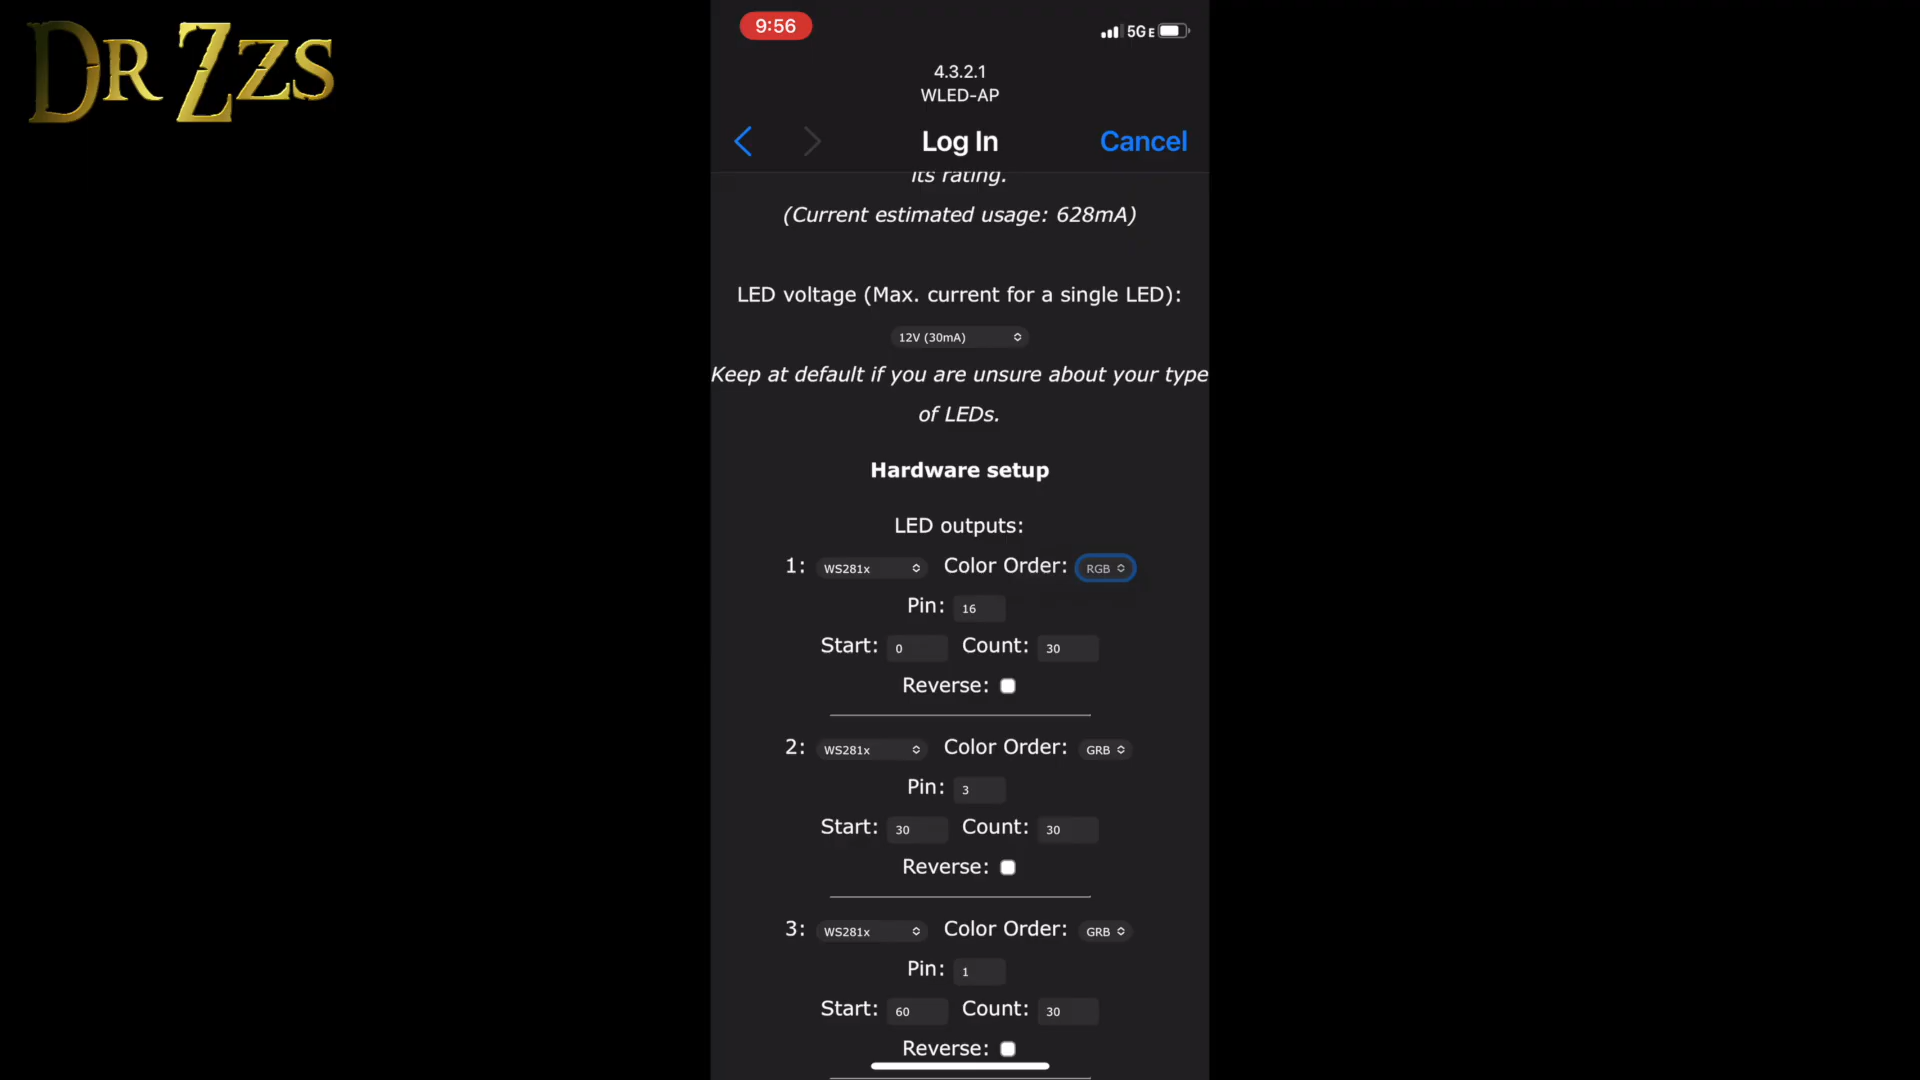 DR ZZS
9:56
5GE
4.3.2.1
WLED-AP
Log In
Cancel
its rating.
(Current estimated usage: 628mA)
LED voltage (Max. current for a single LED):
12V (30mA)
Keep at default if you are unsure about your type
of LEDs.
Hardware setup
LED outputs:
1: WS281x Color Order: RGB
Pin: 16
Start: 0 Count: 30
Reverse:
2: WS281x Color Order: GRB
Pin: 3
Start: 30 Count: 30
Reverse:
3: WS281x Color Order: GRB
Pin: 1
Start: 60 Count: 30
Reverse: